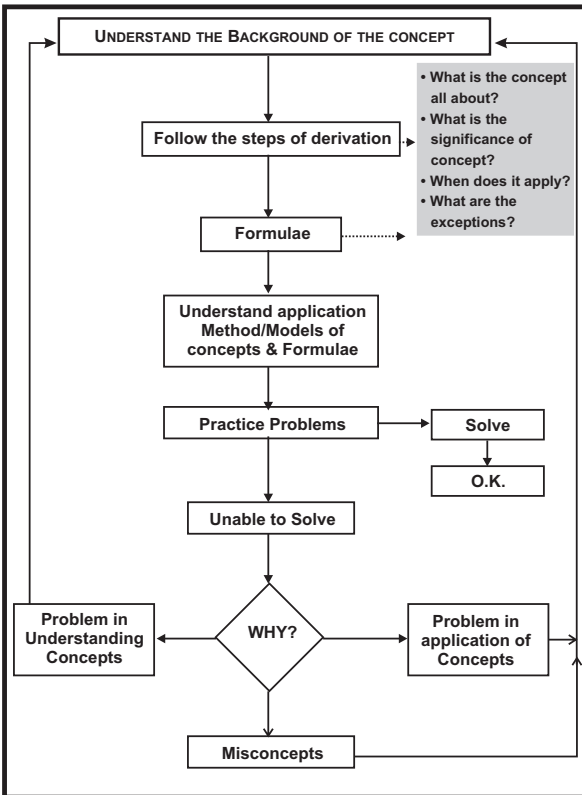 UNDERSTAND THE BACKGROUND OF THE CONCEPT
• What is the concept
all about?
• What is the
significance of
concept?
• When does it apply?
• What are the
exceptions?
Follow the steps of derivation
Formulae
Understand application
Method/Models of
concepts & Formulae
Practice Problems
Solve
O.K.
Unable to Solve
WHY?
Problem in
Understanding
Concepts
Problem in
application of
Concepts
Misconcepts